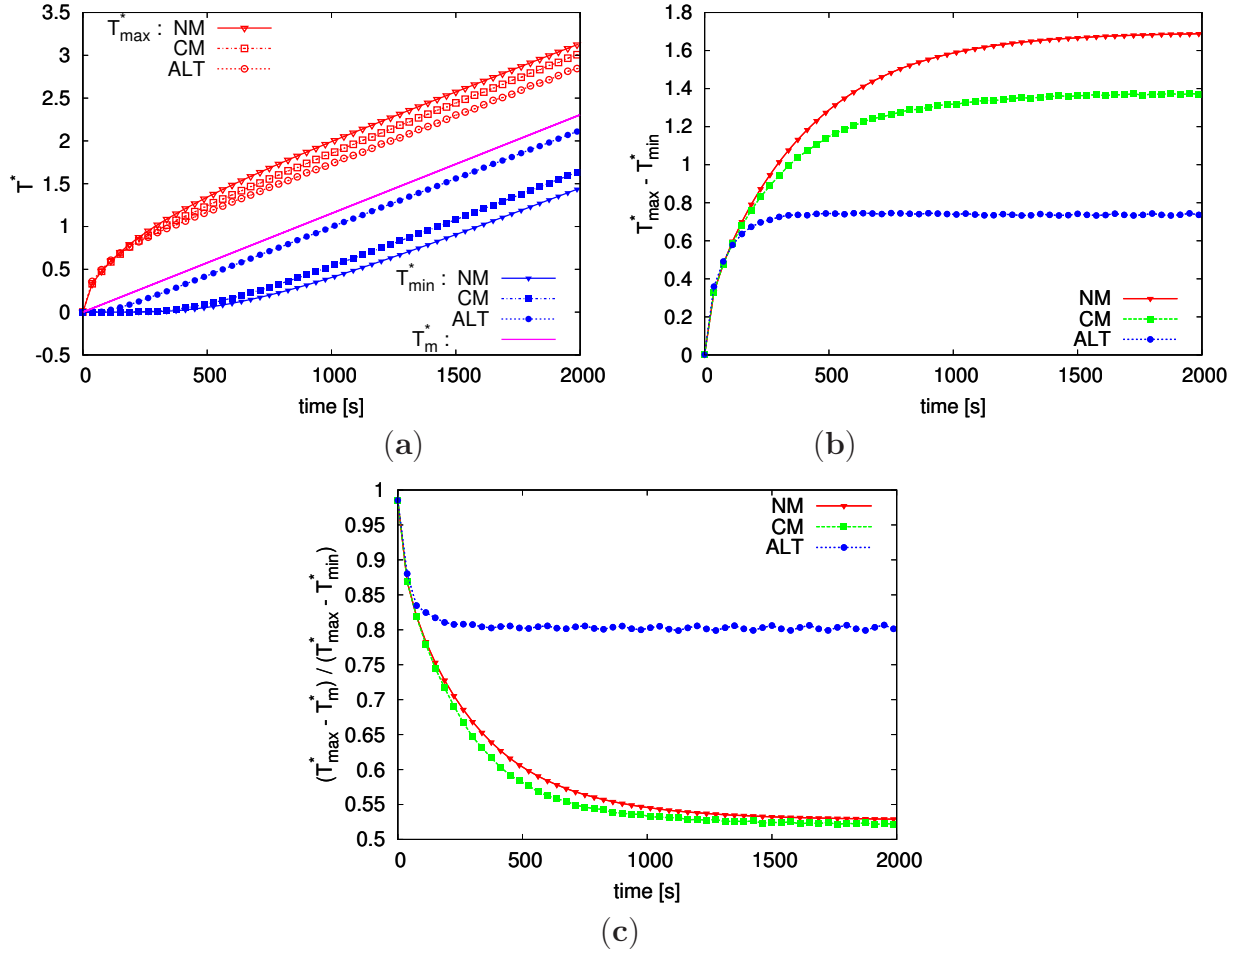 T*max : NM
CM
ALT
3.5
3
2.5
2
1.5
1
0.5
0
-0.5
T*
T*min : NM
CM
ALT
T*m :
0 500 1000 1500 2000
time [s]
(a)
1.8
1.6
1.4
1.2
1
0.8
0.6
0.4
0.2
0
T*max - T*min
NM
CM
ALT
0 500 1000 1500 2000
time [s]
(b)
1
0.95
0.9
0.85
0.8
0.75
0.7
0.65
0.6
0.55
0.5
(T*max - T*m) / (T*max - T*min)
NM
CM
ALT
0 500 1000 1500 2000
time [s]
(c)